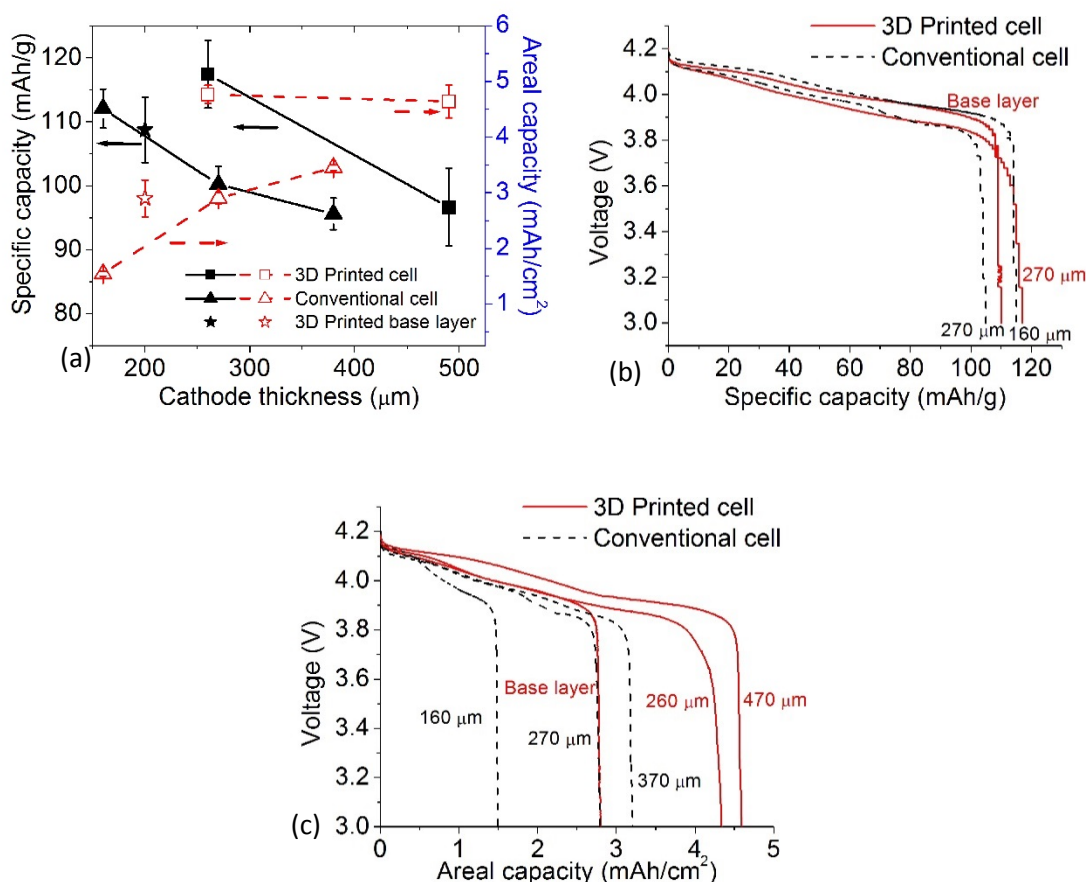 120
110
100
90
80
Specific capacity (mAh/g)
6
5
4
3
2
1
Areal capacity (mAh/cm²)
3D Printed cell
Conventional cell
3D Printed base layer
200
300
400
500
Cathode thickness (μm)
(a)
3D Printed cell
Conventional cell
4.2
4.0
3.8
3.6
3.4
3.2
3.0
Voltage (V)
Base layer
270 μm
270 μm
160 μm
0
20
40
60
80
100
120
Specific capacity (mAh/g)
(b)
3D Printed cell
Conventional cell
4.2
4.0
3.8
3.6
3.4
3.2
3.0
Voltage (V)
Base layer
160 μm
270 μm
370 μm
260 μm
470 μm
0
1
2
3
4
5
Areal capacity (mAh/cm²)
(c)